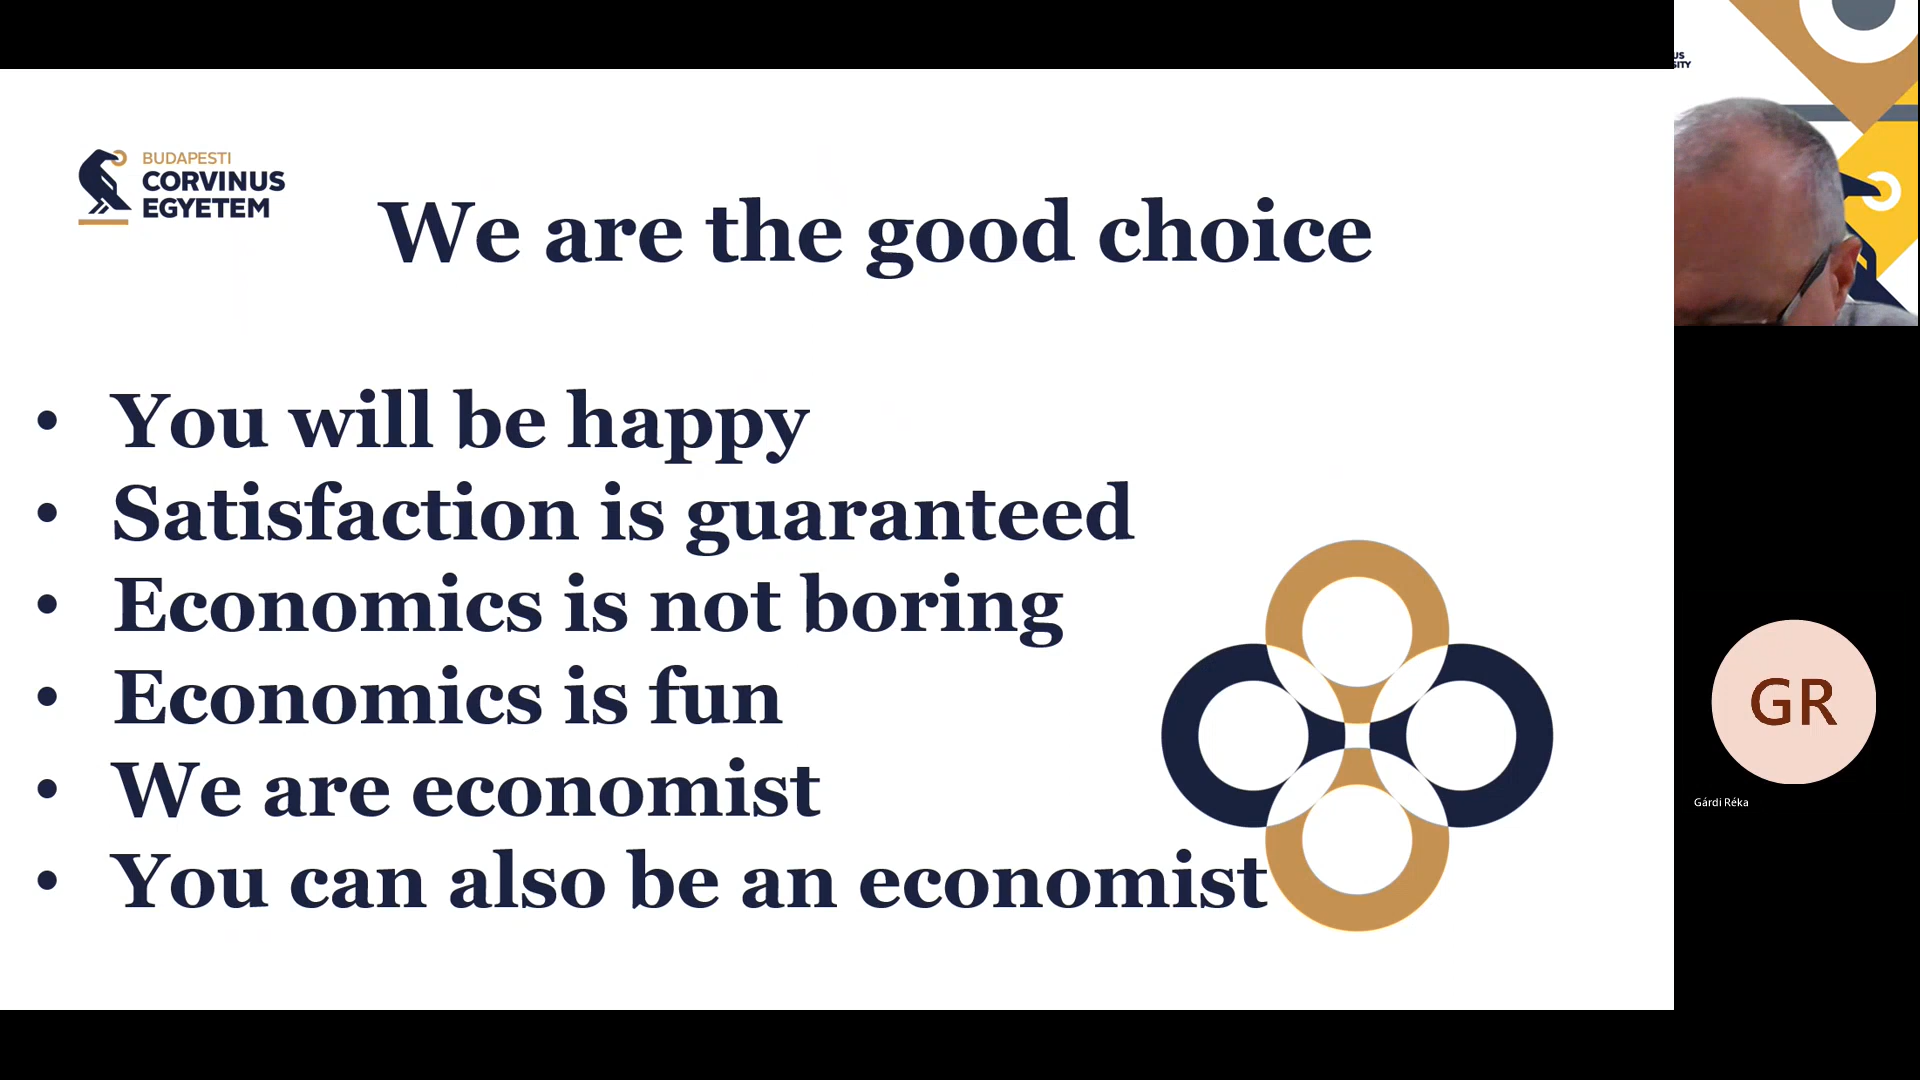 BUDAPESTI
CORVINUS
EGYETEM
We are the good choice
• You will be happy
• Satisfaction is guaranteed
• Economics is not boring
• Economics is fun
• We are economist
• You can also be an economist
GR
Gárdi Réka